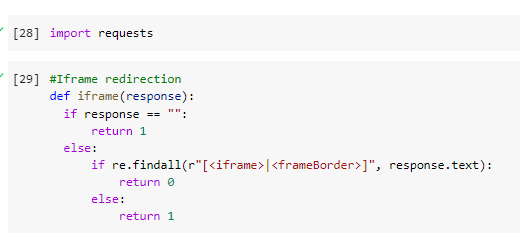 [28] import requests
[29] #Iframe redirection
def iframe(response):
  if response == "":
      return 1
  else:
      if re.findall(r"[<iframe>|<frameBorder>]", response.text):
          return 0
      else:
          return 1